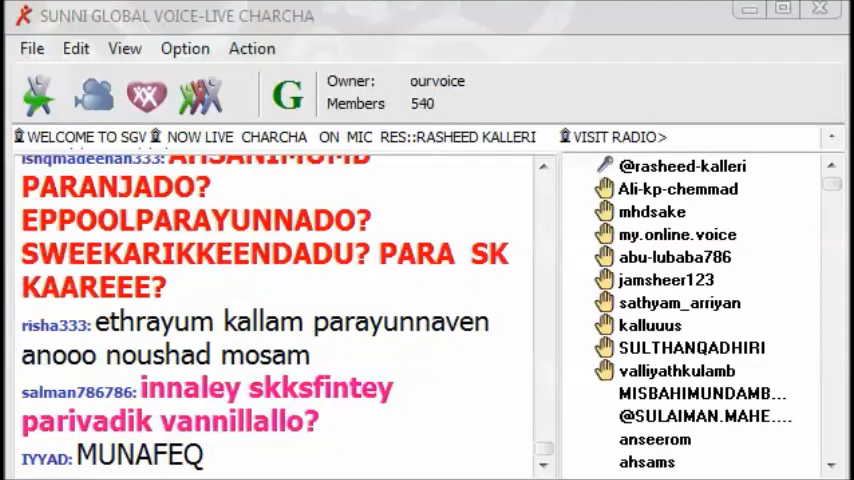 SUNNI GLOBAL VOICE-LIVE CHARCHA
File Edit View Option Action
G
Owner: ourvoice
Members 540
WELCOME TO SGV NOW LIVE CHARCHA ON MIC RES::RASHEED KALLERI
VISIT RADIO>
ishqmadeenah333: AHSANIMUMB
PARANJADO?
EPPOOLPARAYUNNADO?
SWEEKARIKKEENDADU? PARA SK
KAAREEE?
risha333: ethrayum kallam parayunnaven
anooo noushad mosam
salman786786: innaley skksfintey
parivadik vannillallo?
IYYAD: MUNAFEQ
@rasheed-kalleri
Ali-kp-chemmad
mhdsake
my.online.voice
abu-lubaba786
jamsheer123
sathyam_arriyan
kalluuus
SULTHANQADHIRI
valliyathkulamb
MISBAHIMUNDAMB...
@SULAIMAN.MAHE....
anseerom
ahsams